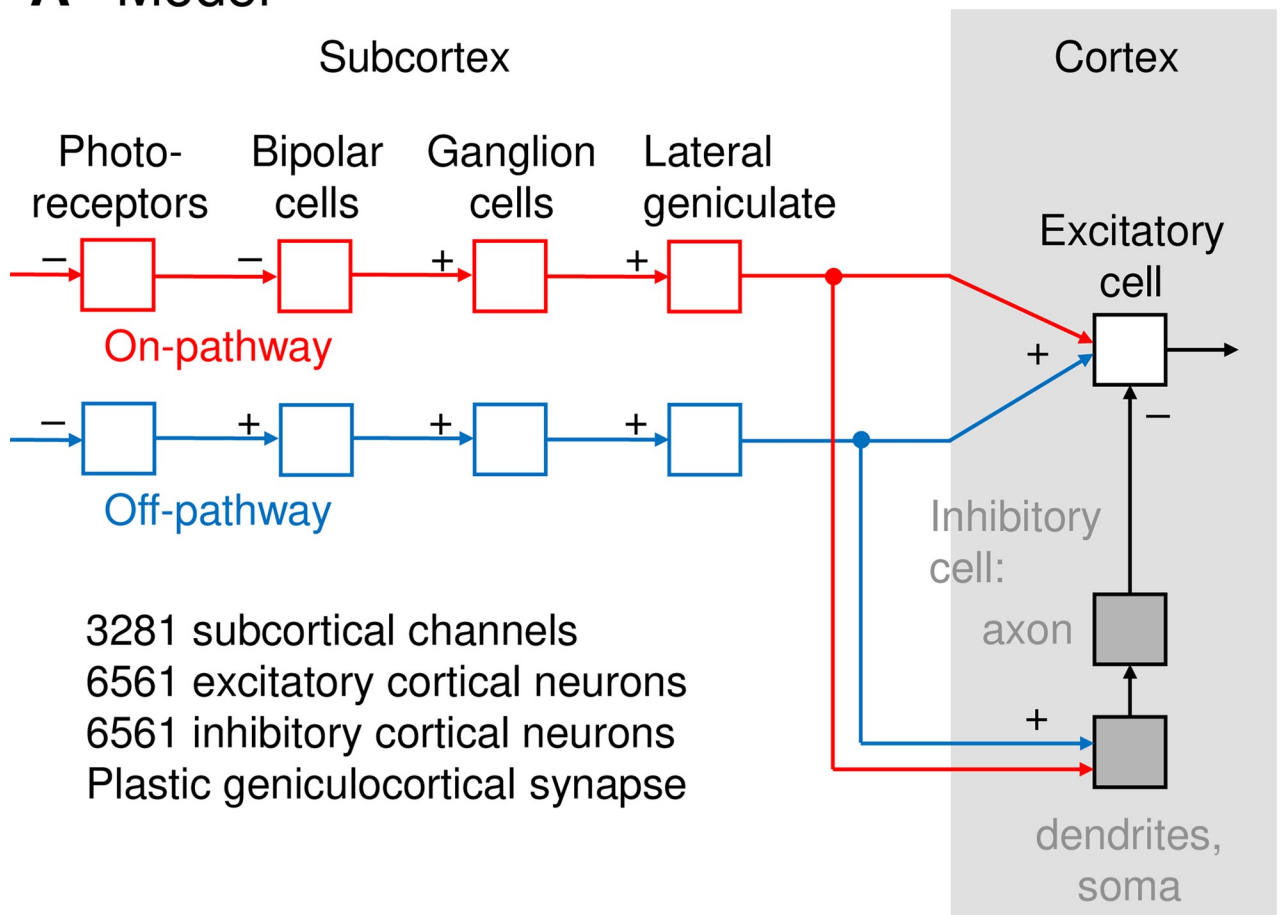 Subcortex
Cortex
Photo-
receptors
Bipolar
cells
Ganglion
cells
Lateral
geniculate
Excitatory
cell
–
–
+
+
On-pathway
+
–
+
+
+
–
Off-pathway
Inhibitory
cell:
axon
3281 subcortical channels
6561 excitatory cortical neurons
6561 inhibitory cortical neurons
Plastic geniculocortical synapse
+
dendrites,
soma